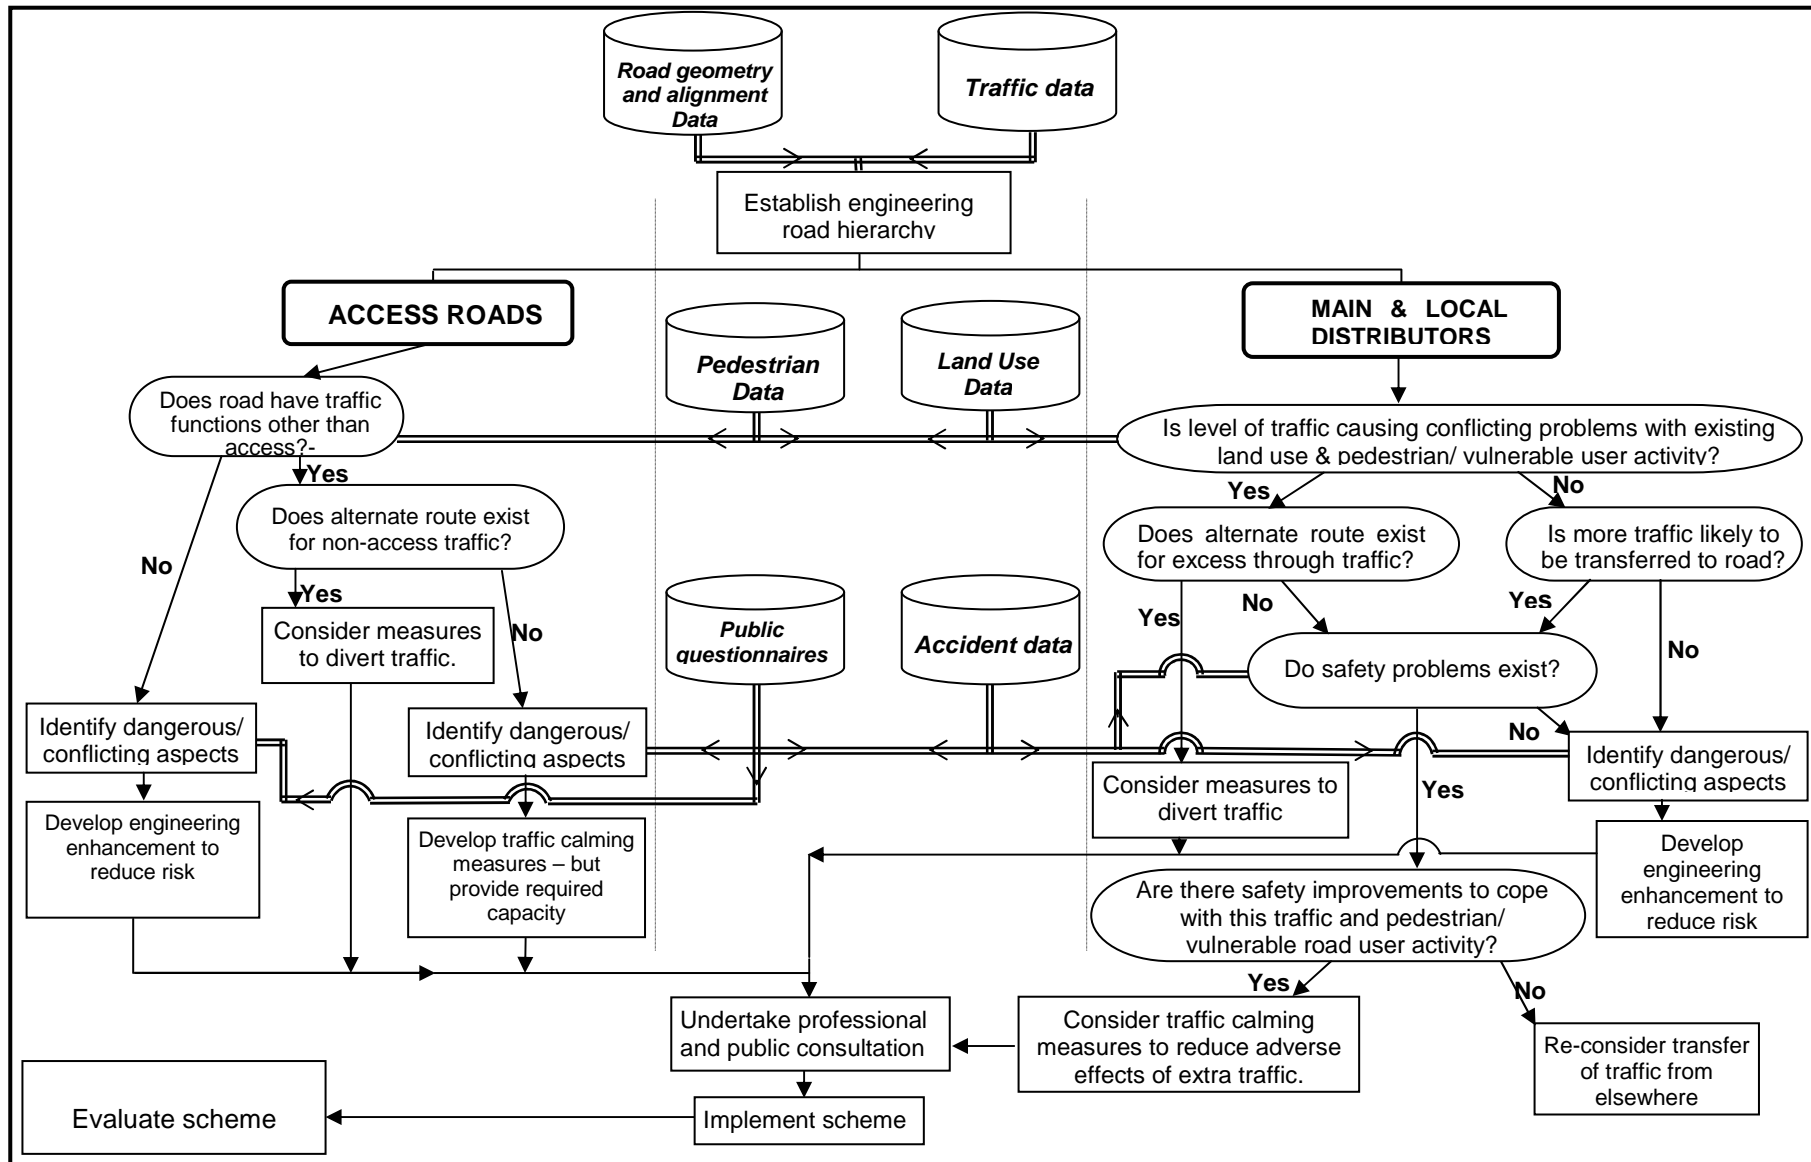 Road geometry
and alignment
Data
Traffic data
Establish engineering
road hierarchy
ACCESS ROADS
MAIN & LOCAL
DISTRIBUTORS
Pedestrian
Data
Land Use
Data
Does road have traffic
functions other than
access?-
Is level of traffic causing conflicting problems with existing
land use & pedestrian/ vulnerable user activity?
Yes
Yes
No
Does alternate route exist
for non-access traffic?
Does alternate route exist
for excess through traffic?
Is more traffic likely to
be transferred to road?
No
Yes
Yes
No
Yes
Consider measures
to divert traffic.
No
Public
questionnaires
Accident data
Do safety problems exist?
No
Identify dangerous/
conflicting aspects
Identify dangerous/
conflicting aspects
No
Identify dangerous/
conflicting aspects
Consider measures to
divert traffic
Yes
Develop engineering
enhancement to
reduce risk
Develop traffic calming
measures – but
provide required
capacity
Develop
engineering
enhancement to
reduce risk
Are there safety improvements to cope
with this traffic and pedestrian/
vulnerable road user activity?
Yes
No
Undertake professional
and public consultation
Consider traffic calming
measures to reduce adverse
effects of extra traffic.
Re-consider transfer
of traffic from
elsewhere
Evaluate scheme
Implement scheme